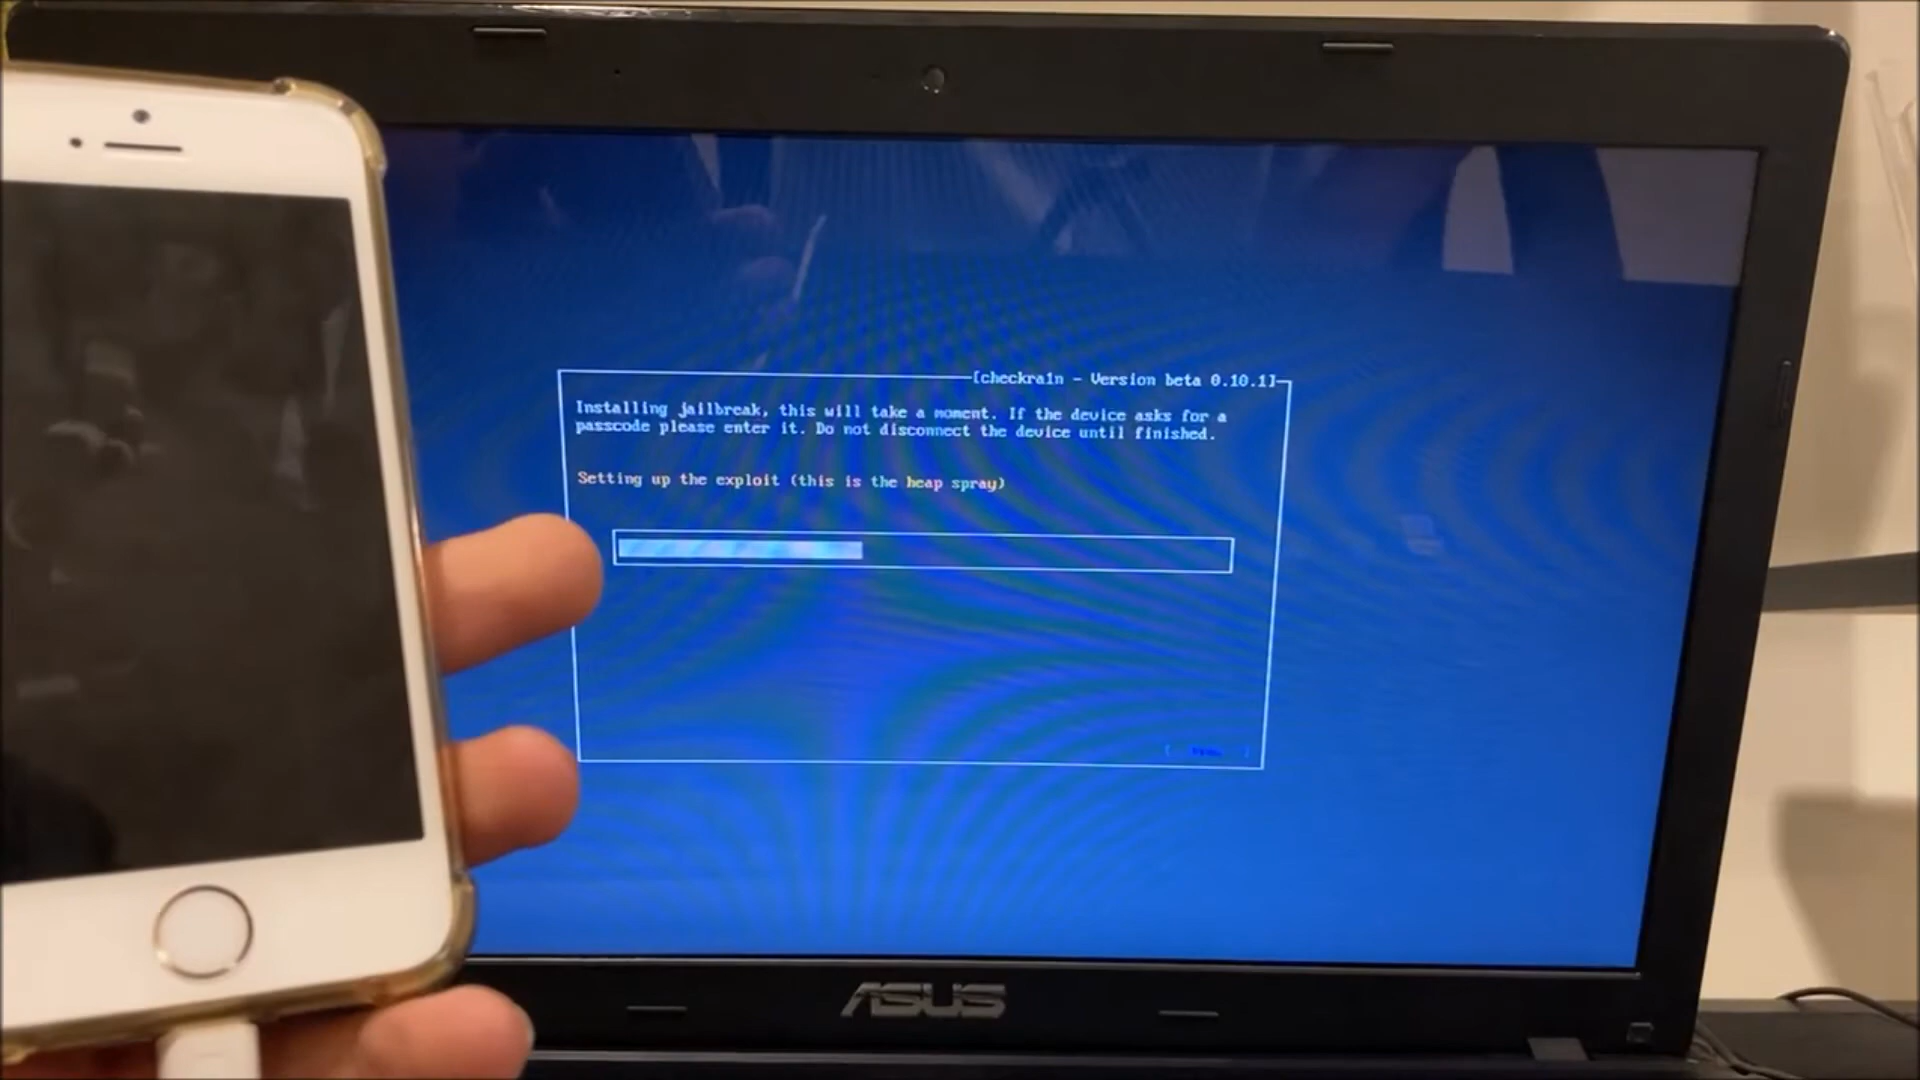 [checkra1n - Version beta 0.10.1]
Installing jailbreak, this will take a moment. If the device asks for a
passcode please enter it. Do not disconnect the device until finished.
Setting up the exploit (this is the heap spray)
ASUS